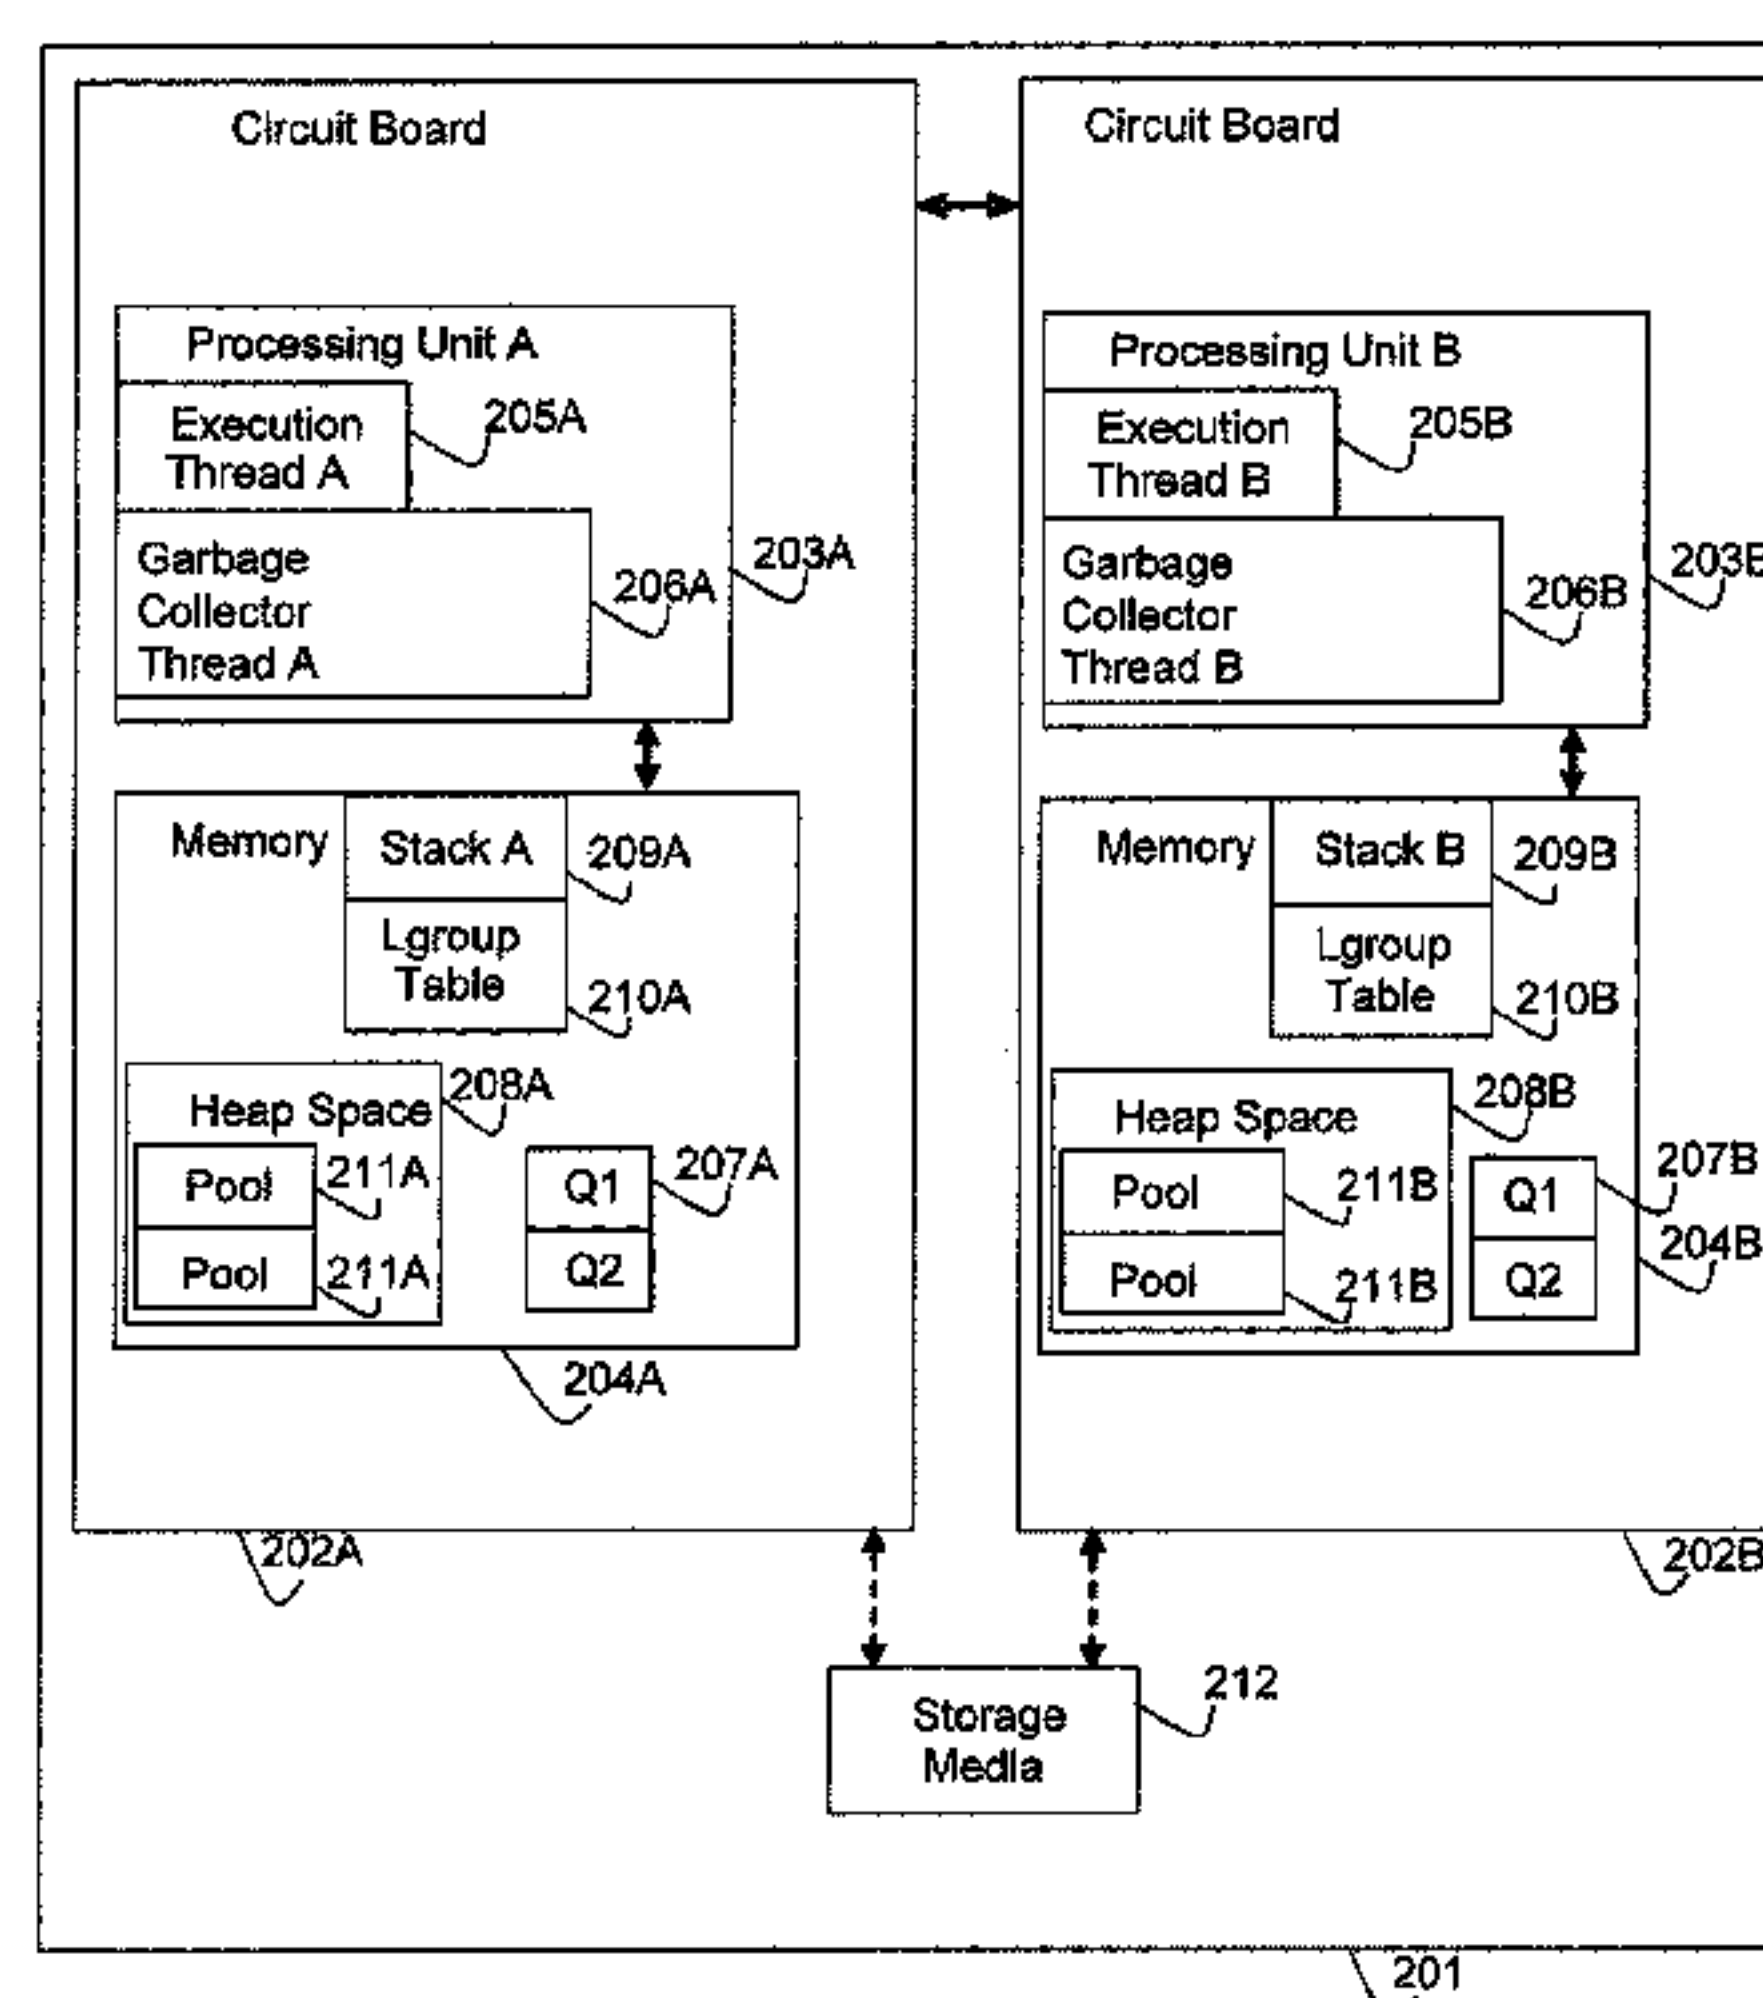 Circuit Board
Processing Unit A
Execution
Thread A
205A
Garbage
Collector
Thread A
206A
203A
Memory
Stack A
209A
Lgroup
Table
210A
Heap Space
208A
Pool
211A
Pool
211A
Q1
Q2
207A
204A
202A
Circuit Board
Processing Unit B
Execution
Thread B
205B
Garbage
Collector
Thread B
206B
203B
Memory
Stack B
209B
Lgroup
Table
210B
Heap Space
208B
Pool
211B
Pool
211B
Q1
Q2
207B
204B
202B
Storage
Media
212
201